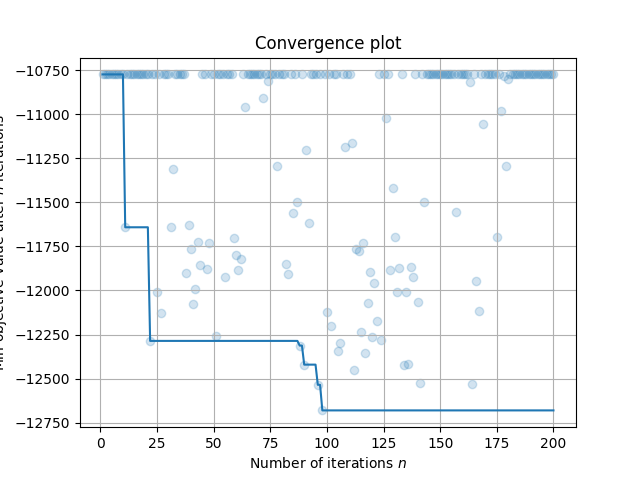 Convergence plot
Min objective value after n iterations
−10750
−11000
−11250
−11500
−11750
−12000
−12250
−12500
−12750
0 25 50 75 100 125 150 175 200
Number of iterations n